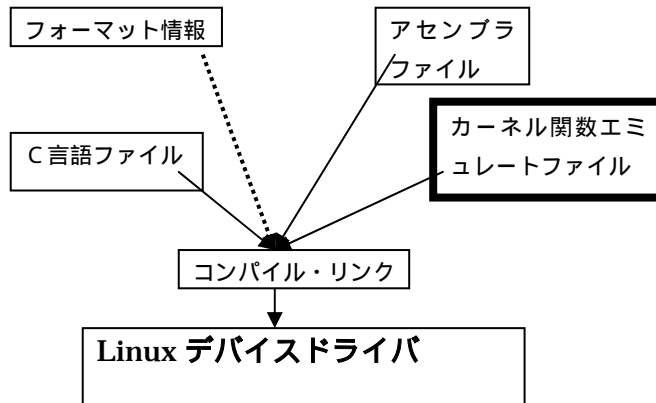 フォーマット情報
アセンブラ
ファイル
カーネル関数エミ
ュレートファイル
C言語ファイル
コンパイル・リンク
Linux デバイスドライバ